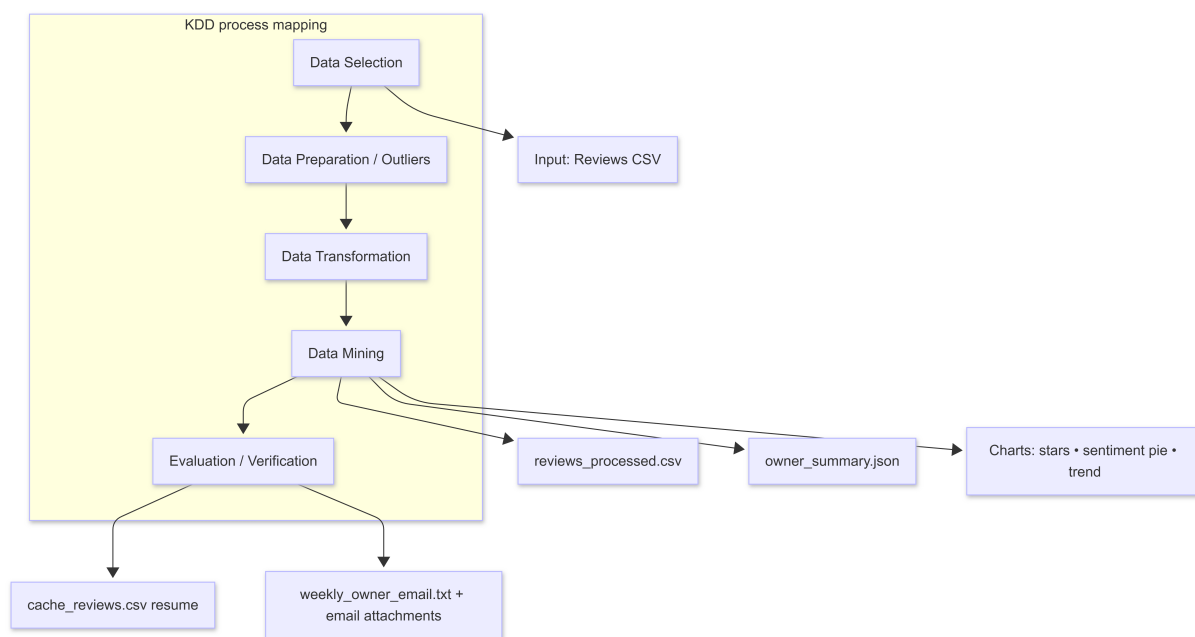 KDD process mapping
Data Selection
Data Preparation / Outliers
Input: Reviews CSV
Data Transformation
Data Mining
Evaluation / Verification
reviews_processed.csv
owner_summary.json
Charts: stars • sentiment pie •
trend
cache_reviews.csv resume
weekly_owner_email.txt +
email attachments